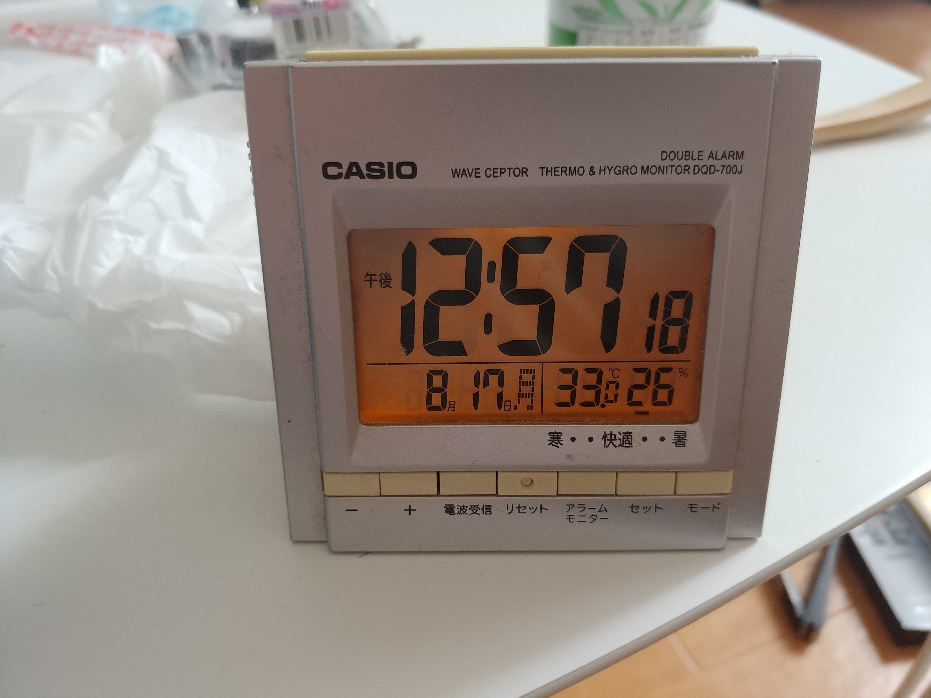 DOUBLE ALARM
CASIO WAVE CEPTOR THERMO & HYGRO MONITOR DQD-700J
午後 12:57 18
8月 17日 月 33.0℃ 26%
寒・・快適・・暑
− + 電波受信 リセット アラーム セット モード
モニター